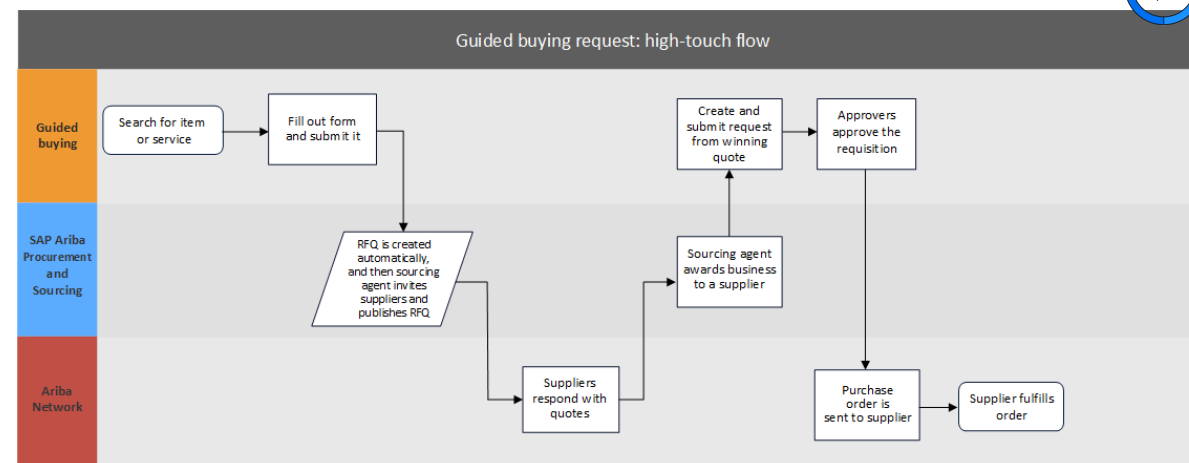 Guided buying request: high-touch flow
Guided
buying
Search for item
or service
Fill out form
and submit it
Create and
submit request
from winning
quote
Approvers
approve the
requisition
SAP Ariba
Procurement
and
Sourcing
RFQ is created
automatically,
and then sourcing
agent invites
suppliers and
publishes RFQ
Sourcing agent
awards business
to a supplier
Ariba
Network
Suppliers
respond with
quotes
Purchase
order is
sent to supplier
Supplier fulfills
order